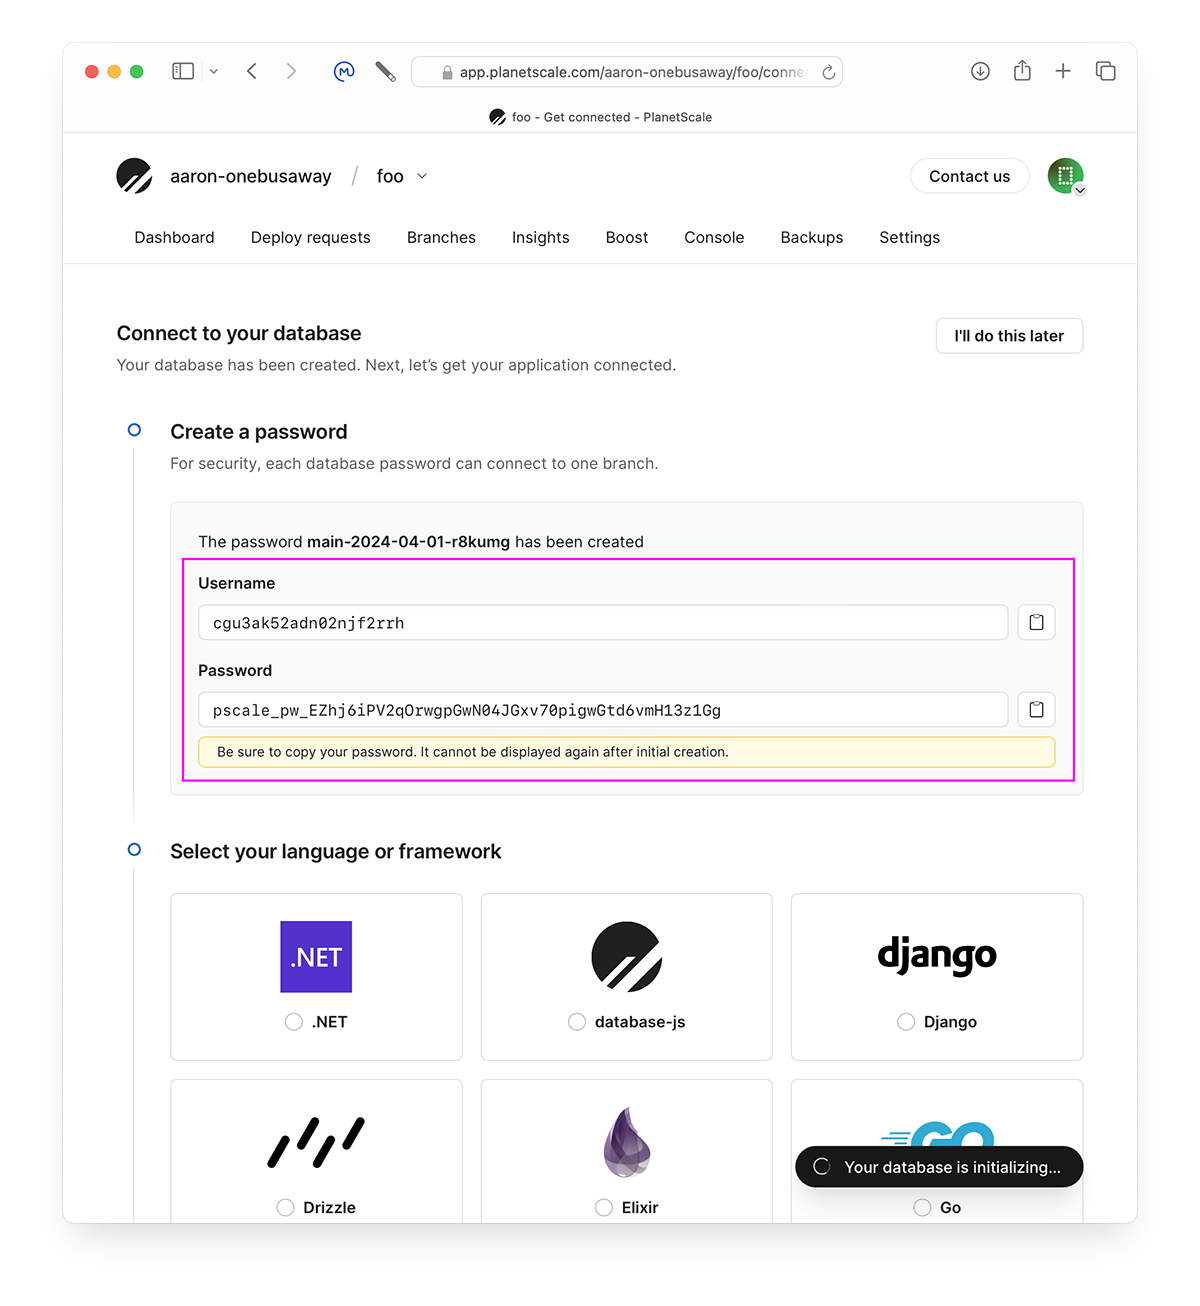 app.planetscale.com/aaron-onebusaway/foo/conne
foo - Get connected - PlanetScale
aaron-onebusaway / foo
Contact us
Dashboard Deploy requests Branches Insights Boost Console Backups Settings
Connect to your database
I'll do this later
Your database has been created. Next, let's get your application connected.
Create a password
For security, each database password can connect to one branch.
The password main-2024-04-01-r8kumg has been created
Username
cgu3ak52adn02njf2rrh
Password
pscale_pw_EZhj6iPV2qOrwgpGwN04JGxv70pigwGtd6vmH13z1Gg
Be sure to copy your password. It cannot be displayed again after initial creation.
Select your language or framework
.NET
django
.NET
database-js
Django
GO
Your database is initializing...
Drizzle
Elixir
Go